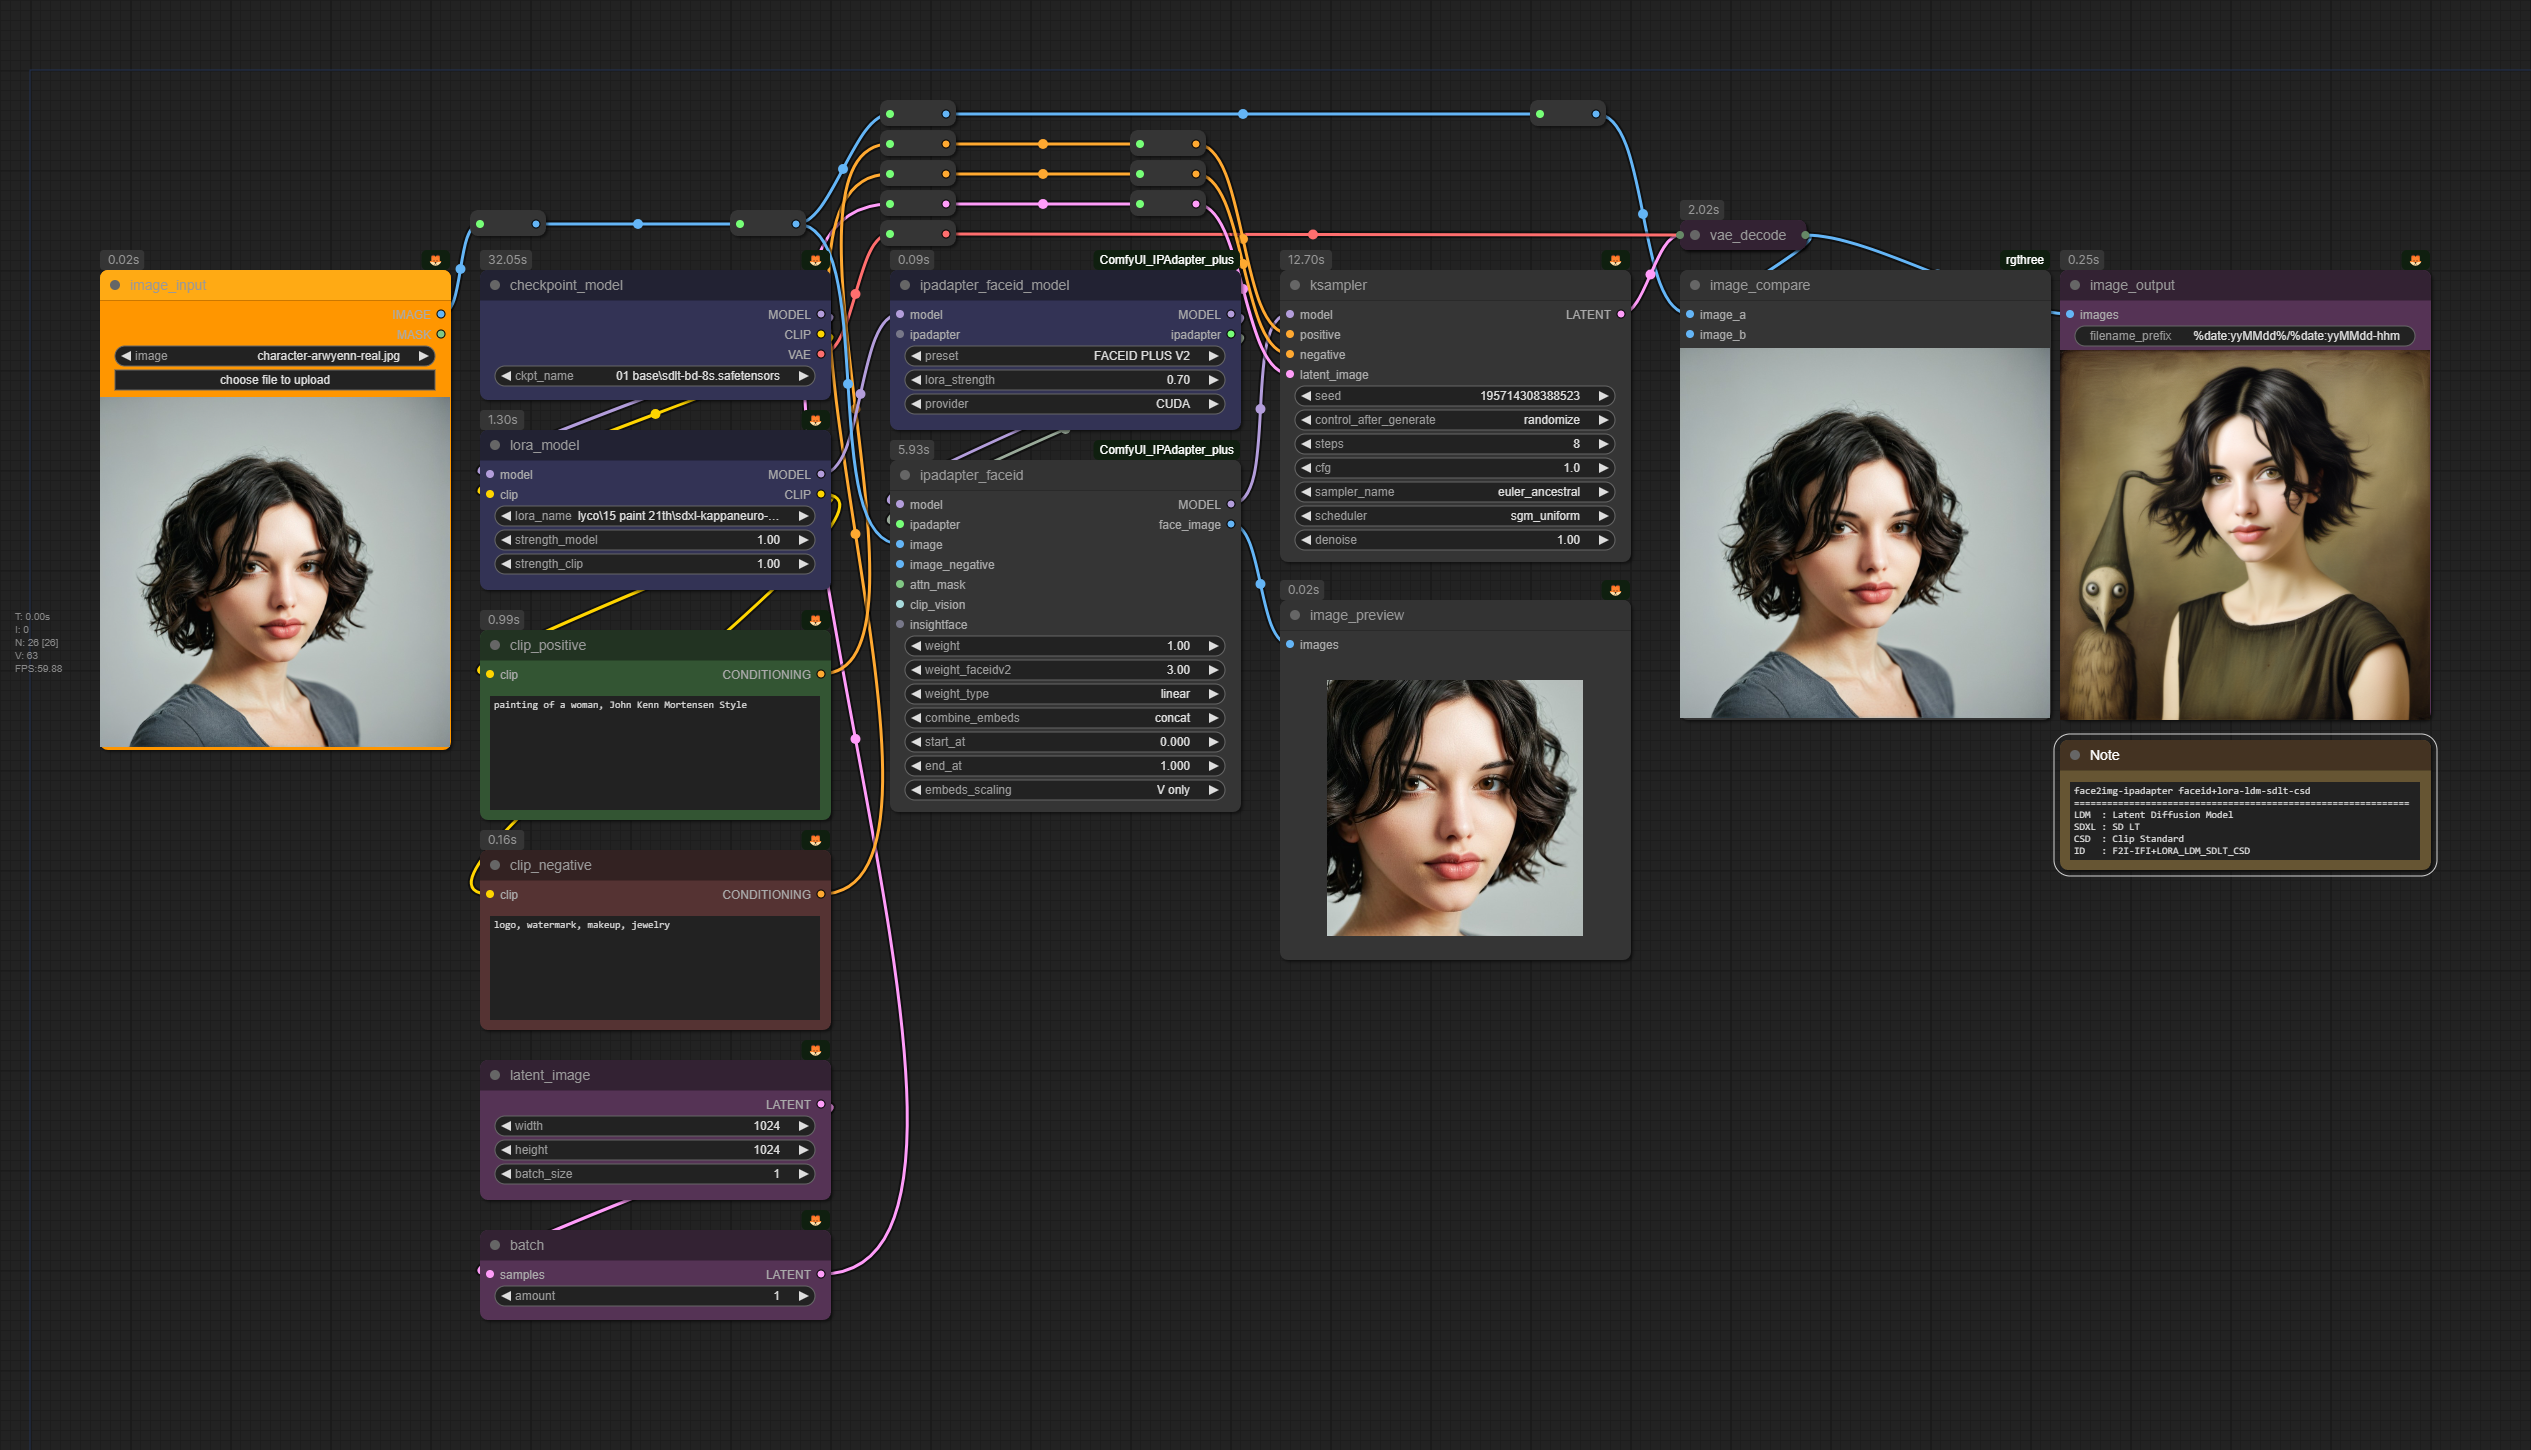 T: 0.00s
I: 0
N: 26 [26]
V: 63
FPS:59.88
0.02s
image_input
IMAGE
MASK
image character-arwyenn-real.jpg
choose file to upload
32.05s
checkpoint_model
MODEL
CLIP
VAE
ckpt_name 01 base\sdlt-bd-8s.safetensors
1.30s
lora_model
model MODEL
clip CLIP
lora_name lyco\15 paint 21th\sdxl-kappaneuro-...
strength_model 1.00
strength_clip 1.00
0.99s
clip_positive
clip CONDITIONING
painting of a woman, John Kenn Mortensen Style
0.16s
clip_negative
clip CONDITIONING
logo, watermark, makeup, jewelry
latent_image
LATENT
width 1024
height 1024
batch_size 1
batch
samples LATENT
amount 1
0.09s ComfyUI_IPAdapter_plus
ipadapter_faceid_model
model MODEL
ipadapter ipadapter
preset FACEID PLUS V2
lora_strength 0.70
provider CUDA
5.93s ComfyUI_IPAdapter_plus
ipadapter_faceid
model MODEL
ipadapter face_image
image
image_negative
attn_mask
clip_vision
insightface
weight 1.00
weight_faceidv2 3.00
weight_type linear
combine_embeds concat
start_at 0.000
end_at 1.000
embeds_scaling V only
12.70s
ksampler
model LATENT
positive
negative
latent_image
seed 195714308388523
control_after_generate randomize
steps 8
cfg 1.0
sampler_name euler_ancestral
scheduler sgm_uniform
denoise 1.00
0.02s
image_preview
images
2.02s
vae_decode
rgthree
image_compare
image_a
image_b
0.25s
image_output
images
filename_prefix %date:yyMMdd%/%date:yyMMdd-hhm
Note
face2img-ipadapter faceid+lora-ldm-sdlt-csd
=============================================================
LDM : Latent Diffusion Model
SDXL : SD LT
CSD : Clip Standard
ID : F2I-IFI+LORA_LDM_SDLT_CSD